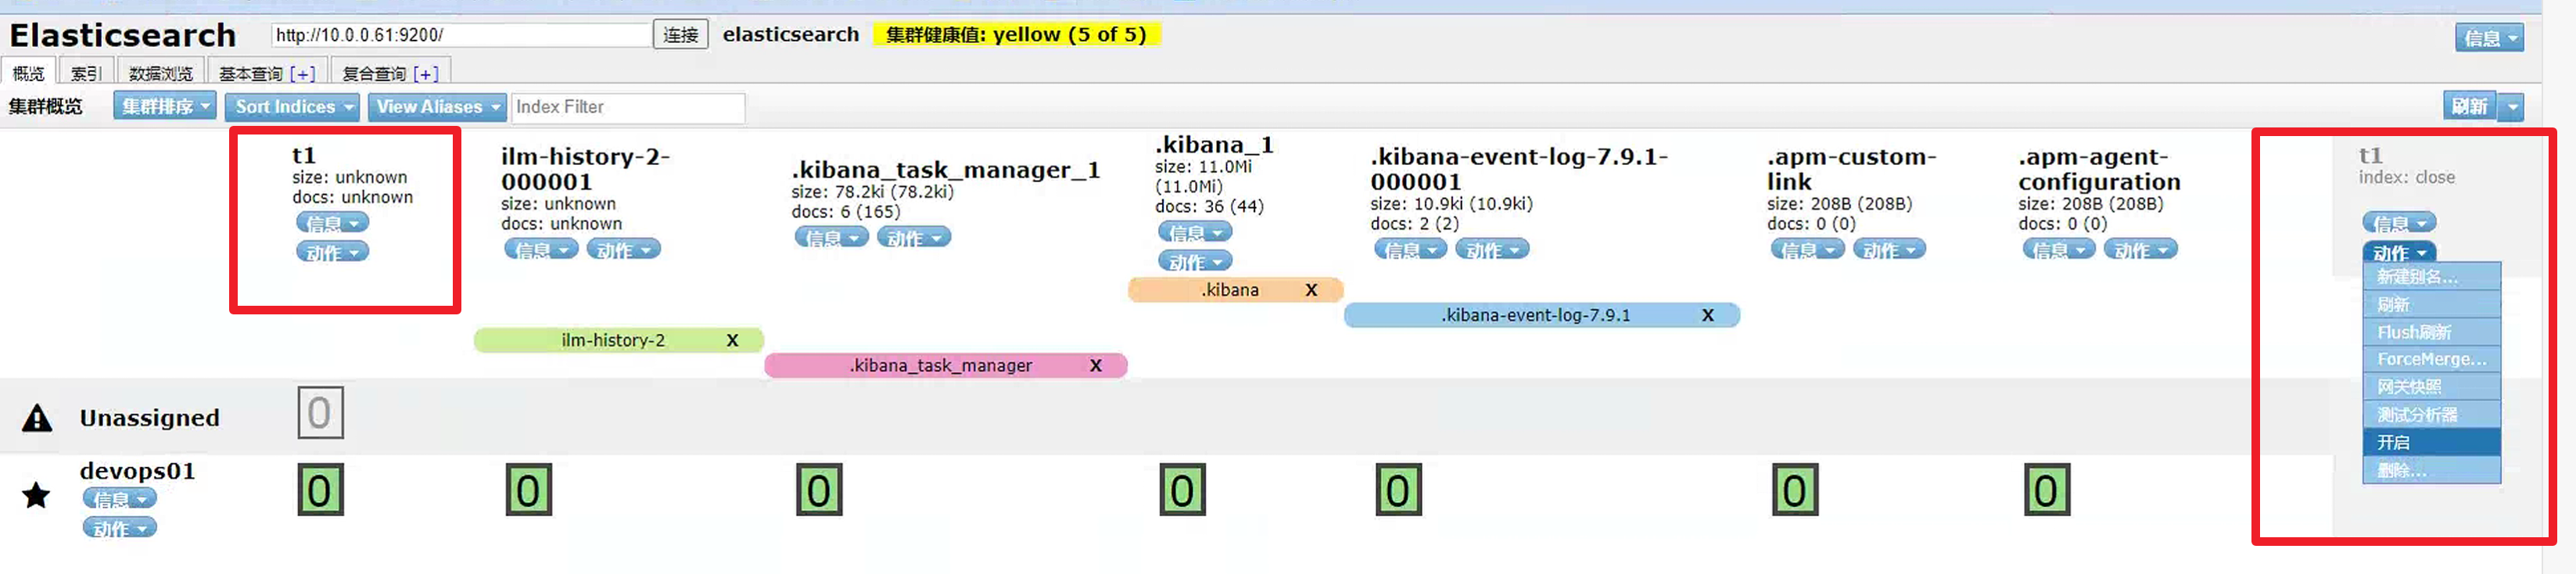 Elasticsearch http://10.0.0.61:9200/ 连接 elasticsearch 集群健康值: yellow (5 of 5) 信息
概览 索引 数据浏览 基本查询 [+] 复合查询 [+]
集群概览 集群排序 Sort Indices View Aliases Index Filter 刷新
t1
size: unknown
docs: unknown
信息
动作
ilm-history-2-
000001
size: unknown
docs: unknown
信息 动作
.kibana_task_manager_1
size: 78.2ki (78.2ki)
docs: 6 (165)
信息 动作
.kibana_1
size: 11.0Mi
(11.0Mi)
docs: 36 (44)
信息
动作
.kibana-event-log-7.9.1-
000001
size: 10.9ki (10.9ki)
docs: 2 (2)
信息 动作
.apm-custom-
link
size: 208B (208B)
docs: 0 (0)
信息 动作
.apm-agent-
configuration
size: 208B (208B)
docs: 0 (0)
信息 动作
t1
index: close
信息
动作
新建别名...
刷新
Flush刷新
ForceMerge...
网关快照
测试分析器
开启
删除...
.kibana X
.kibana-event-log-7.9.1 X
ilm-history-2 X
.kibana_task_manager X
Unassigned 0
devops01 0 0 0 0 0 0 0
信息
动作